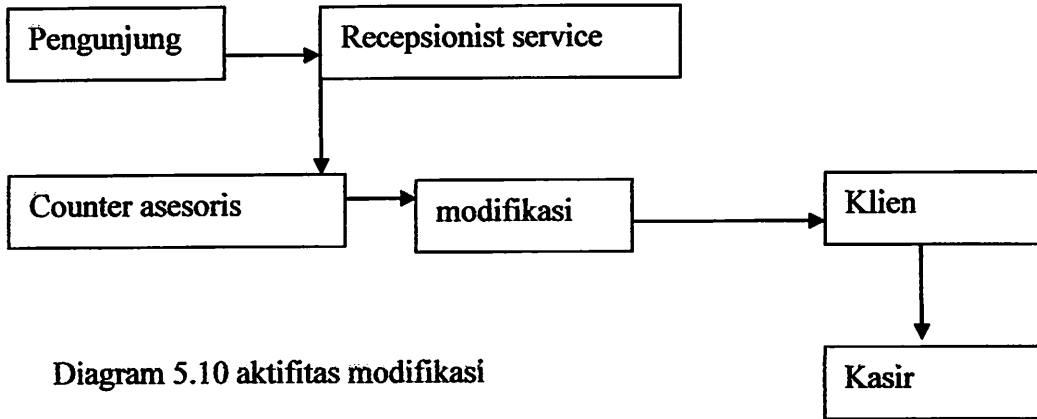 Pengunjung
Recepsionist service
Counter asesoris
modifikasi
Klien
Kasir
Diagram 5.10 aktifitas modifikasi